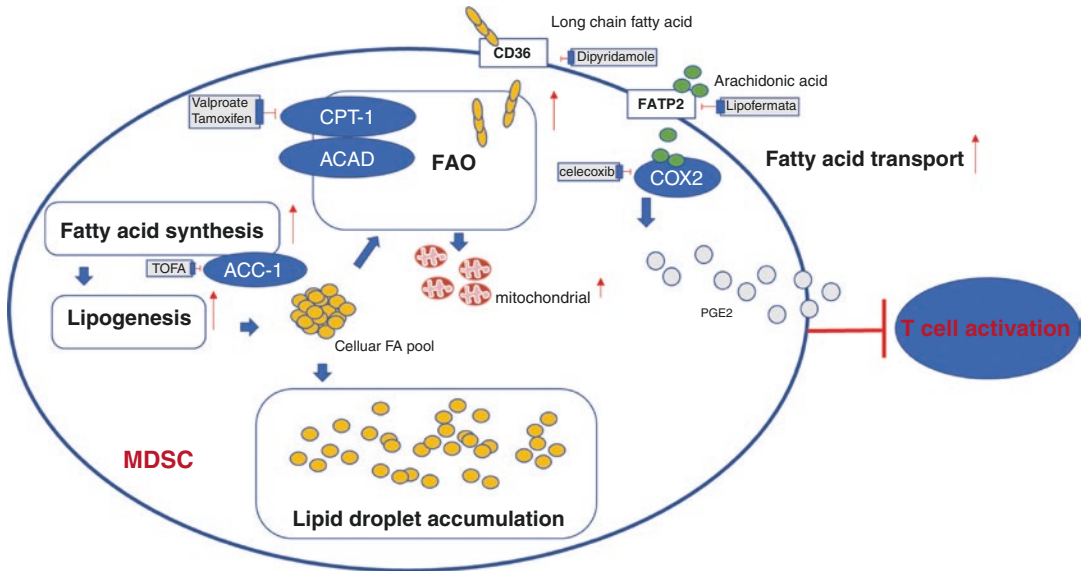 Long chain fatty acid
CD36
Dipyridamole
Arachidonic acid
FATP2
Lipofermata
Valproate
Tamoxifen
CPT-1
ACAD
FAO
celecoxib
COX2
Fatty acid transport
Fatty acid synthesis
TOFA
ACC-1
Lipogenesis
mitochondrial
PGE2
T cell activation
Celluar FA pool
MDSC
Lipid droplet accumulation